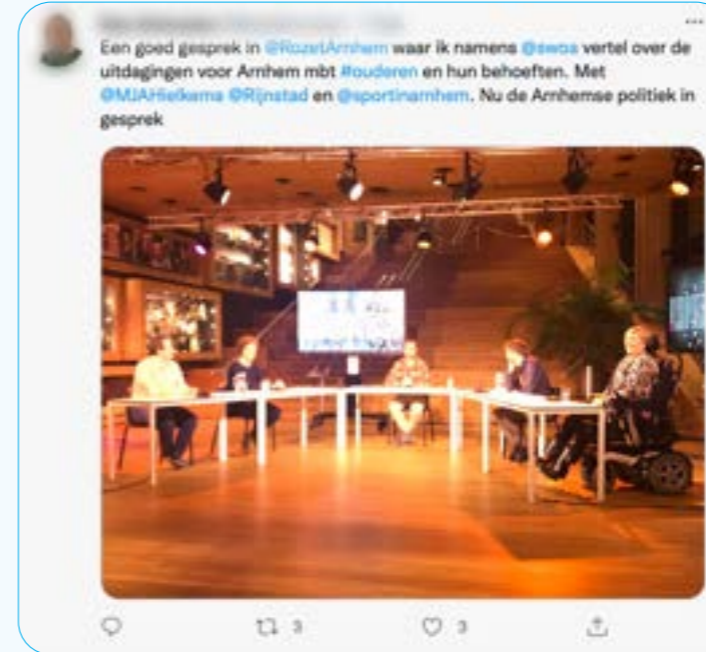 Een goed gesprek in @RozetArnhem waar ik namens @swoa vertel over de
uitdagingen voor Arnhem mbt #ouderen en hun behoeften. Met
@MJAHielkema @Rijnstad en @sportinarnhem. Nu de Arnhemse politiek in
gesprek
3
3